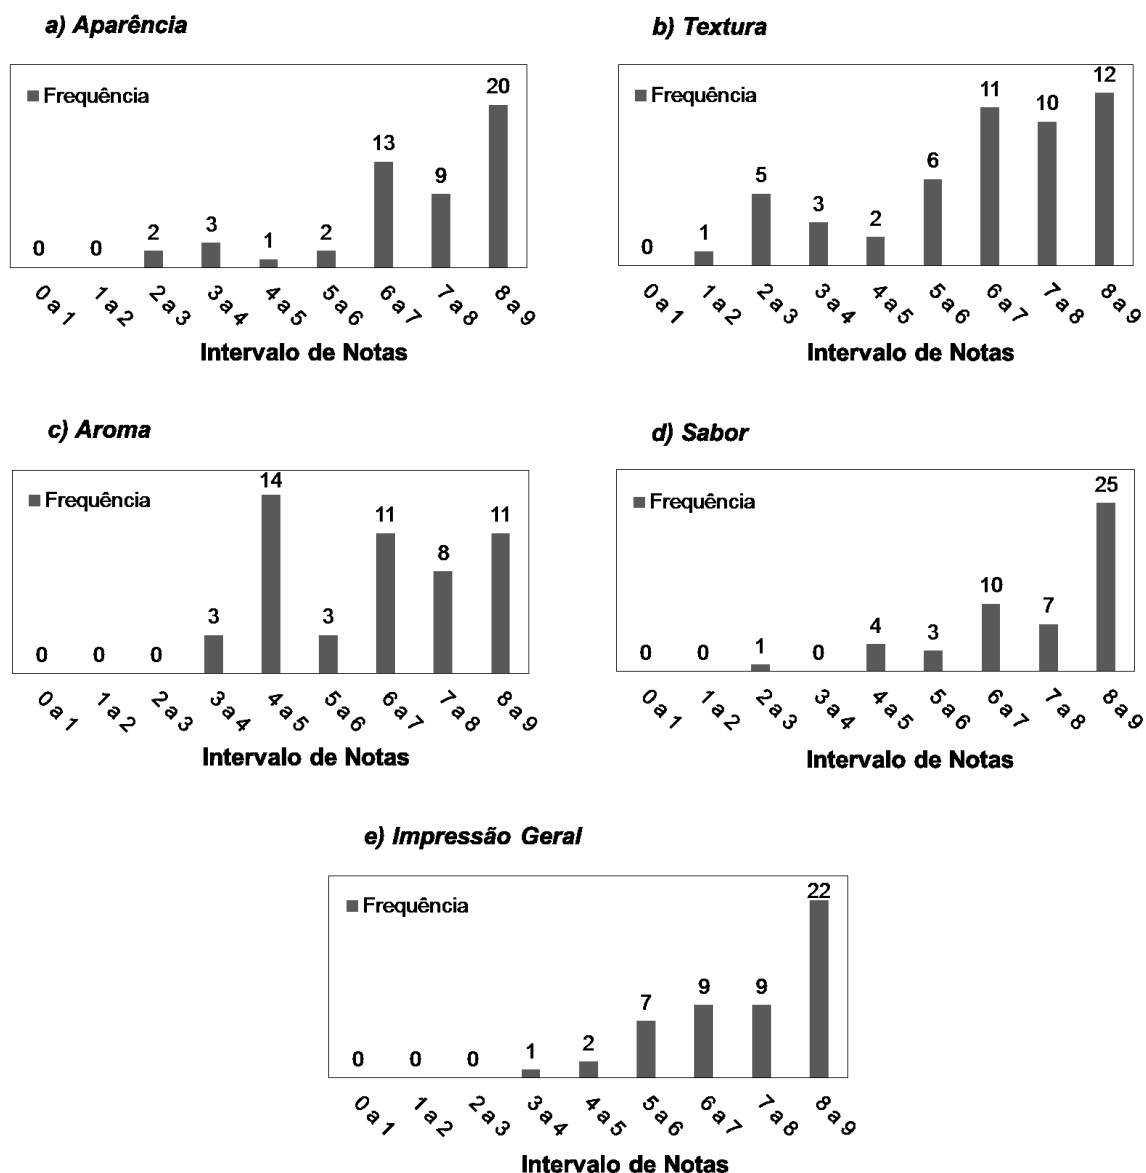 a) Aparência
Frequência
0 0 2 3 1 2 13 9 20
0 a 1 1 a 2 2 a 3 3 a 4 4 a 5 5 a 6 6 a 7 7 a 8 8 a 9
Intervalo de Notas
b) Textura
Frequência
0 1 5 3 2 6 11 10 12
0 a 1 1 a 2 2 a 3 3 a 4 4 a 5 5 a 6 6 a 7 7 a 8 8 a 9
Intervalo de Notas
c) Aroma
Frequência
0 0 0 3 14 3 11 8 11
0 a 1 1 a 2 2 a 3 3 a 4 4 a 5 5 a 6 6 a 7 7 a 8 8 a 9
Intervalo de Notas
d) Sabor
Frequência
0 0 1 0 4 3 10 7 25
0 a 1 1 a 2 2 a 3 3 a 4 4 a 5 5 a 6 6 a 7 7 a 8 8 a 9
Intervalo de Notas
e) Impressão Geral
Frequência
0 0 0 1 2 7 9 9 22
0 a 1 1 a 2 2 a 3 3 a 4 4 a 5 5 a 6 6 a 7 7 a 8 8 a 9
Intervalo de Notas